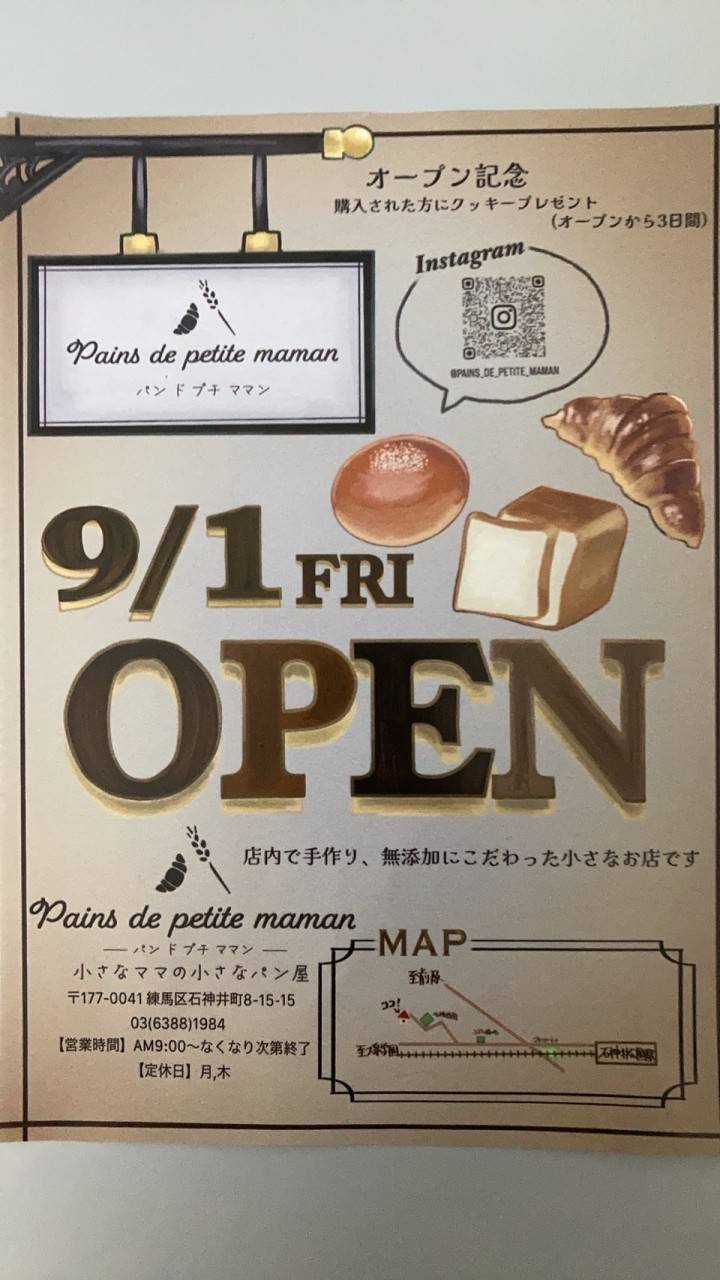 オープン記念
購入された方にクッキープレゼント
(オープンから3日間)
Instagram
@PAINS_DE_PETITE_MAMAN
Pains de petite maman
パン ド プチ ママン
9/1 FRI
OPEN
店内で手作り、無添加にこだわった小さなお店です
Pains de petite maman
パン ド プチ ママン
小さなママの小さなパン屋
〒177-0041 練馬区石神井町8-15-15
03(6388)1984
【営業時間】AM9:00〜なくなり次第終了
【定休日】月,木
MAP
ココ!
石神井公園駅